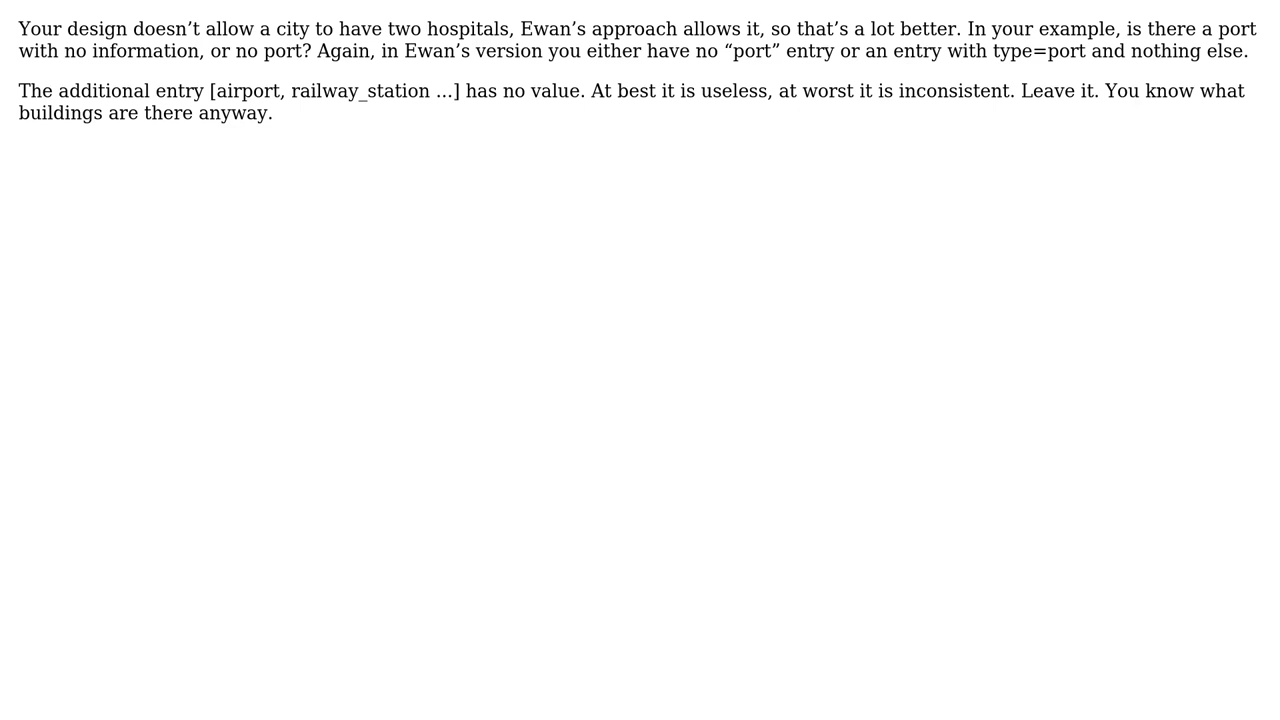 Your design doesn’t allow a city to have two hospitals, Ewan’s approach allows it, so that’s a lot better. In your example, is there a port
with no information, or no port? Again, in Ewan’s version you either have no “port” entry or an entry with type=port and nothing else.
The additional entry [airport, railway_station ...] has no value. At best it is useless, at worst it is inconsistent. Leave it. You know what
buildings are there anyway.